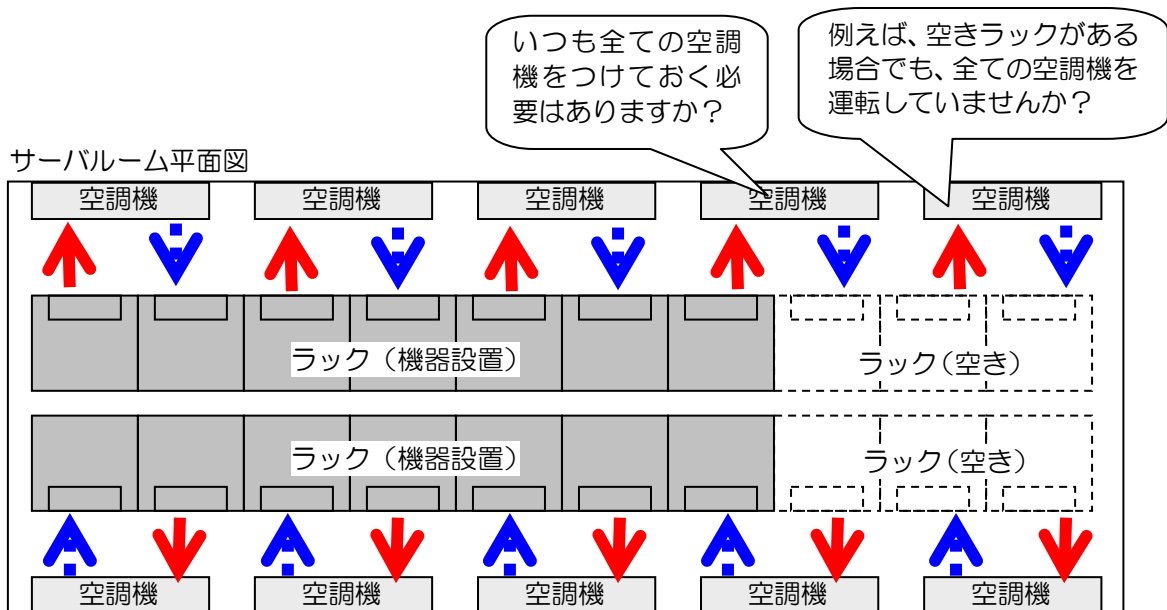 いつも全ての空調
機をつけておく必
要はありますか？
例えば、空きラックがある
場合でも、全ての空調機を
運転していませんか？
サーバルーム平面図
空調機
空調機
空調機
空調機
空調機
ラック（機器設置）
ラック（空き）
ラック（機器設置）
ラック（空き）
空調機
空調機
空調機
空調機
空調機